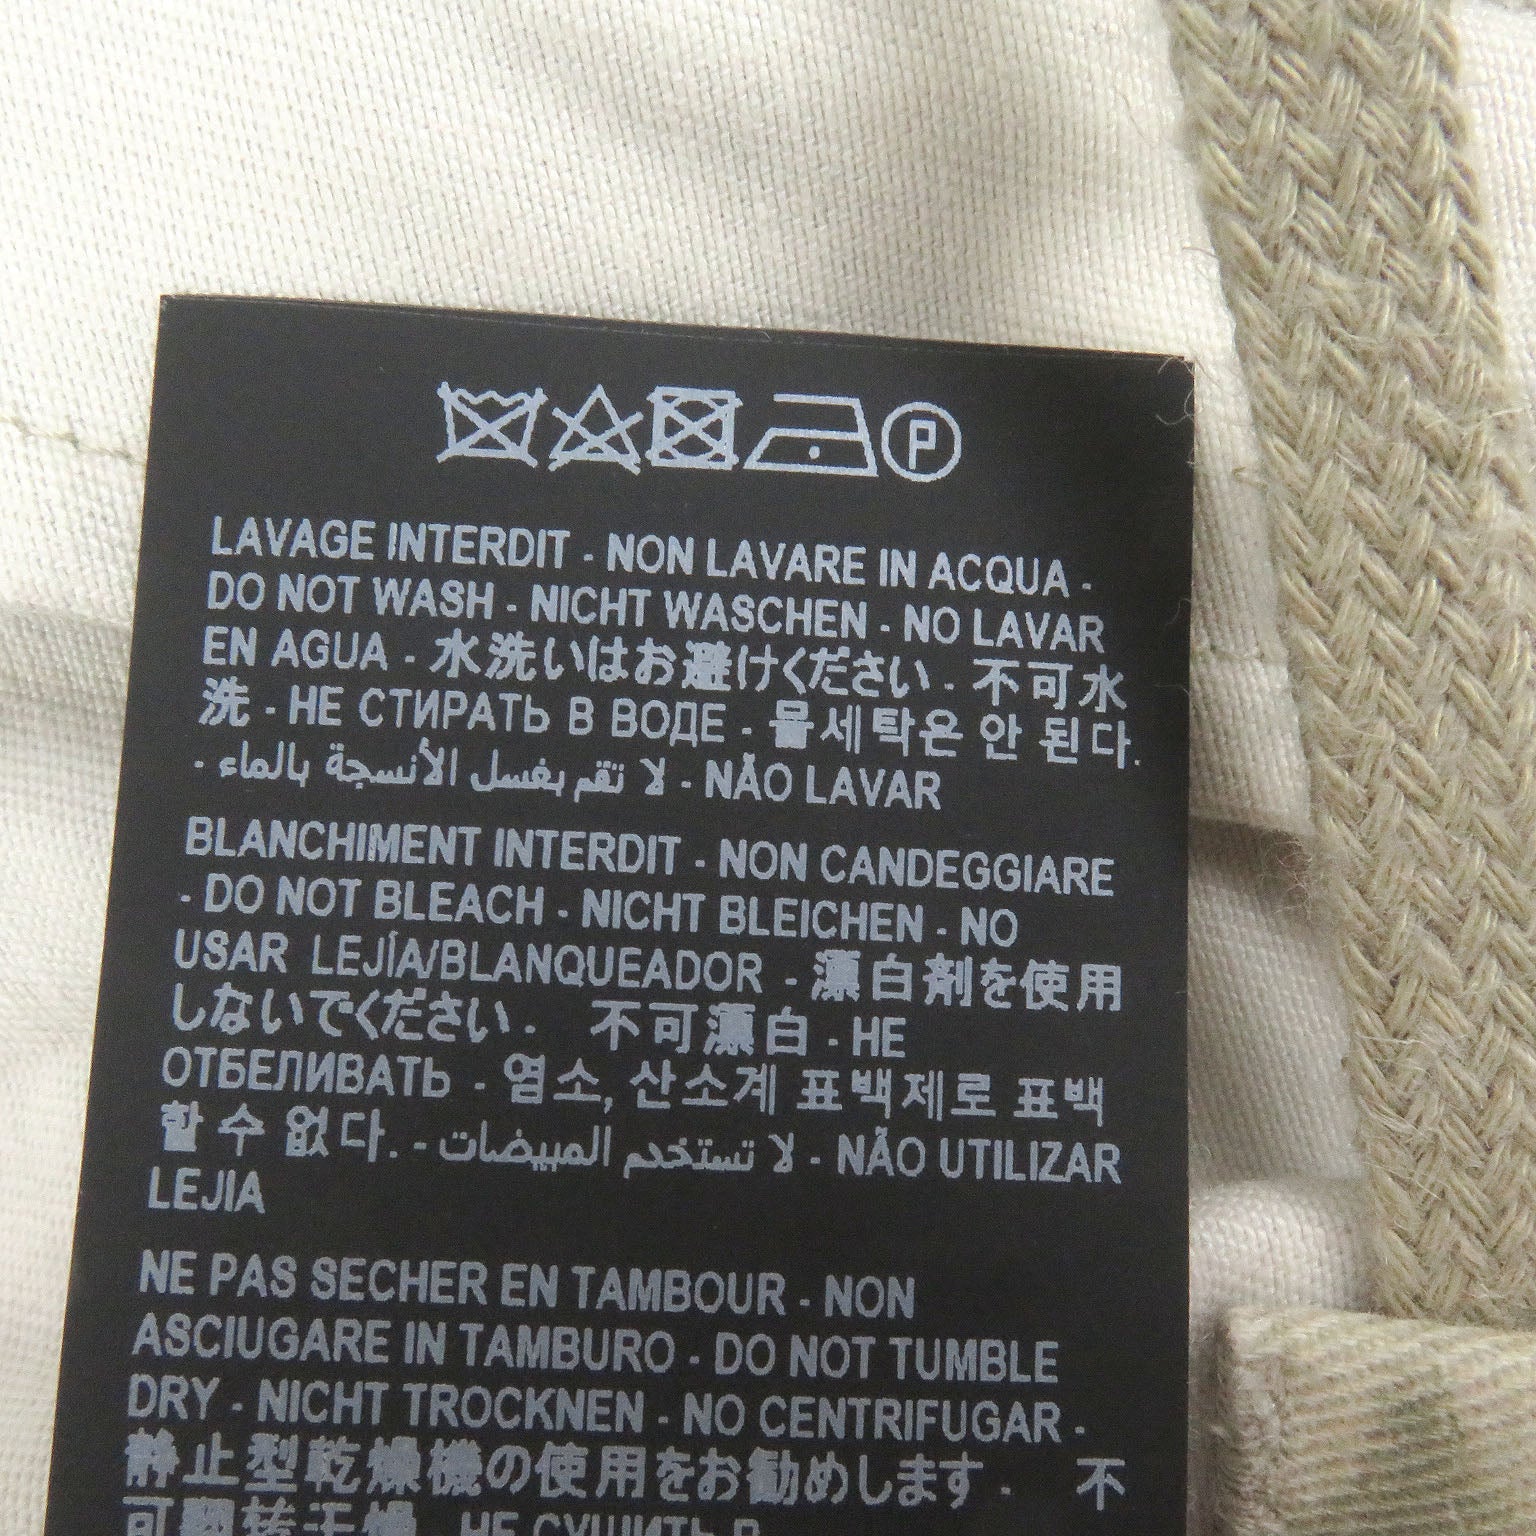 P
LAVAGE INTERDIT - NON LAVARE IN ACQUA -
DO NOT WASH - NICHT WASCHEN - NO LAVAR
EN AGUA - 水洗いはお避けください - 不可水
洗 - НЕ СТИРАТЬ В ВОДЕ - 물세탁은 안 된다.
- لا تقم بغسل الأنسجة بالماء - NÃO LAVAR
BLANCHIMENT INTERDIT - NON CANDEGGIARE
- DO NOT BLEACH - NICHT BLEICHEN - NO
USAR LEJÍA/BLANQUEADOR - 漂白剤を使用
しないでください - 不可漂白 - НЕ
ОТБЕЛИВАТЬ - 염소, 산소계 표백제로 표백
할 수 없다. - لا تستخدم المبيضات - NÃO UTILIZAR
LEJIA
NE PAS SECHER EN TAMBOUR - NON
ASCIUGARE IN TAMBURO - DO NOT TUMBLE
DRY - NICHT TROCKNEN - NO CENTRIFUGAR -
静止型乾燥機の使用をお勧めします - 不
可翻转干燥 - НЕ СУШИТЬ В